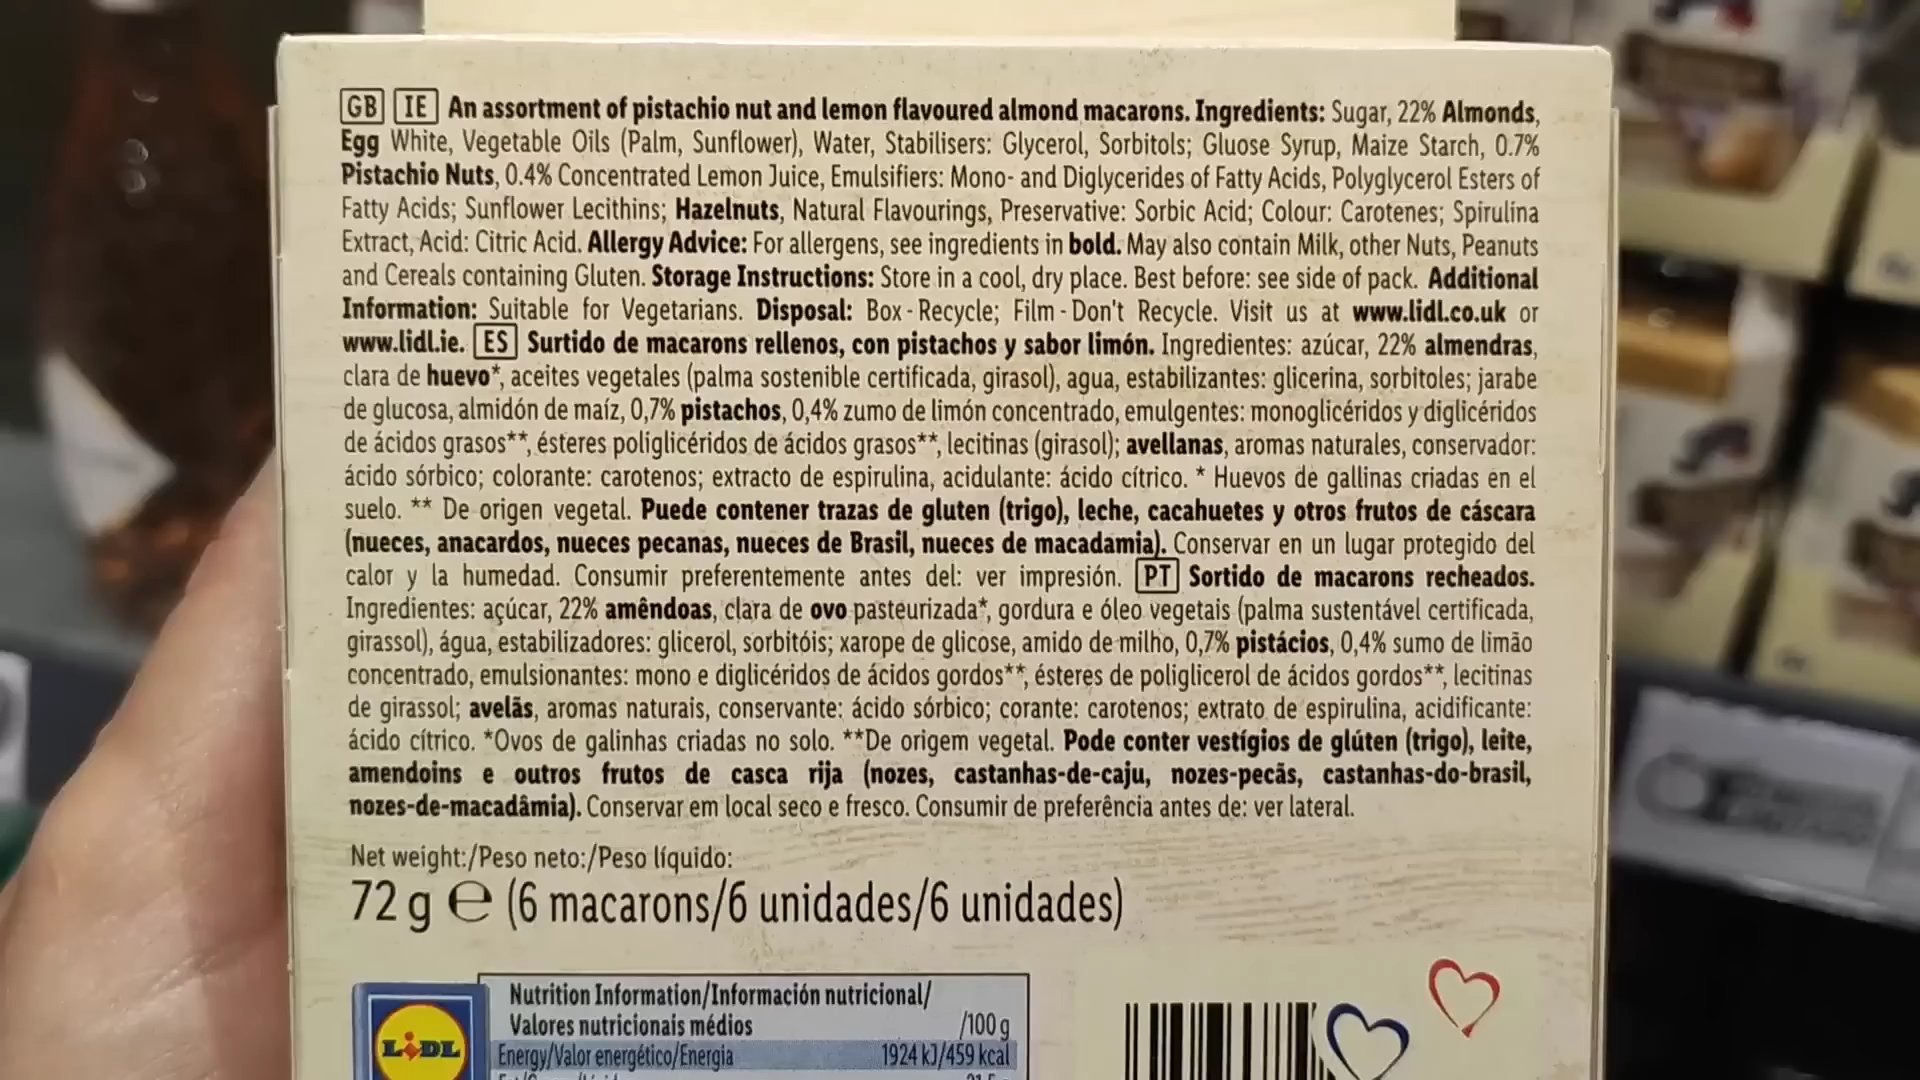 GB IE An assortment of pistachio nut and lemon flavoured almond macarons. Ingredients: Sugar, 22% Almonds,
Egg White, Vegetable Oils (Palm, Sunflower), Water, Stabilisers: Glycerol, Sorbitols; Gluose Syrup, Maize Starch, 0.7%
Pistachio Nuts, 0.4% Concentrated Lemon Juice, Emulsifiers: Mono- and Diglycerides of Fatty Acids, Polyglycerol Esters of
Fatty Acids; Sunflower Lecithins; Hazelnuts, Natural Flavourings, Preservative: Sorbic Acid; Colour: Carotenes; Spirulina
Extract, Acid: Citric Acid. Allergy Advice: For allergens, see ingredients in bold. May also contain Milk, other Nuts, Peanuts
and Cereals containing Gluten. Storage Instructions: Store in a cool, dry place. Best before: see side of pack. Additional
Information: Suitable for Vegetarians. Disposal: Box - Recycle; Film - Don't Recycle. Visit us at www.lidl.co.uk or
www.lidl.ie. ES Surtido de macarons rellenos, con pistachos y sabor limón. Ingredientes: azúcar, 22% almendras,
clara de huevo*, aceites vegetales (palma sostenible certificada, girasol), agua, estabilizantes: glicerina, sorbitoles; jarabe
de glucosa, almidón de maíz, 0,7% pistachos, 0,4% zumo de limón concentrado, emulgentes: monoglicéridos y diglicéridos
de ácidos grasos**, ésteres poliglicéridos de ácidos grasos**, lecitinas (girasol); avellanas, aromas naturales, conservador:
ácido sórbico; colorante: carotenos; extracto de espirulina, acidulante: ácido cítrico. * Huevos de gallinas criadas en el
suelo. ** De origen vegetal. Puede contener trazas de gluten (trigo), leche, cacahuetes y otros frutos de cáscara
(nueces, anacardos, nueces pecanas, nueces de Brasil, nueces de macadamia). Conservar en un lugar protegido del
calor y la humedad. Consumir preferentemente antes del: ver impresión. PT Sortido de macarons recheados.
Ingredientes: açúcar, 22% amêndoas, clara de ovo pasteurizada*, gordura e óleo vegetais (palma sustentável certificada,
girassol), água, estabilizadores: glicerol, sorbitóis; xarope de glicose, amido de milho, 0,7% pistácios, 0,4% sumo de limão
concentrado, emulsionantes: mono e diglicéridos de ácidos gordos**, ésteres de poliglicerol de ácidos gordos**, lecitinas
de girassol; avelãs, aromas naturais, conservante: ácido sórbico; corante: carotenos; extrato de espirulina, acidificante:
ácido cítrico. *Ovos de galinhas criadas no solo. **De origem vegetal. Pode conter vestígios de glúten (trigo), leite,
amendoins e outros frutos de casca rija (nozes, castanhas-de-caju, nozes-pecãs, castanhas-do-brasil,
nozes-de-macadâmia). Conservar em local seco e fresco. Consumir de preferência antes de: ver lateral.
Net weight:/Peso neto:/Peso líquido:
72 g e (6 macarons/6 unidades/6 unidades)
LIDL
Nutrition Information/Información nutricional/
Valores nutricionais médios /100 g
Energy/Valor energético/Energia 1924 kJ/459 kcal